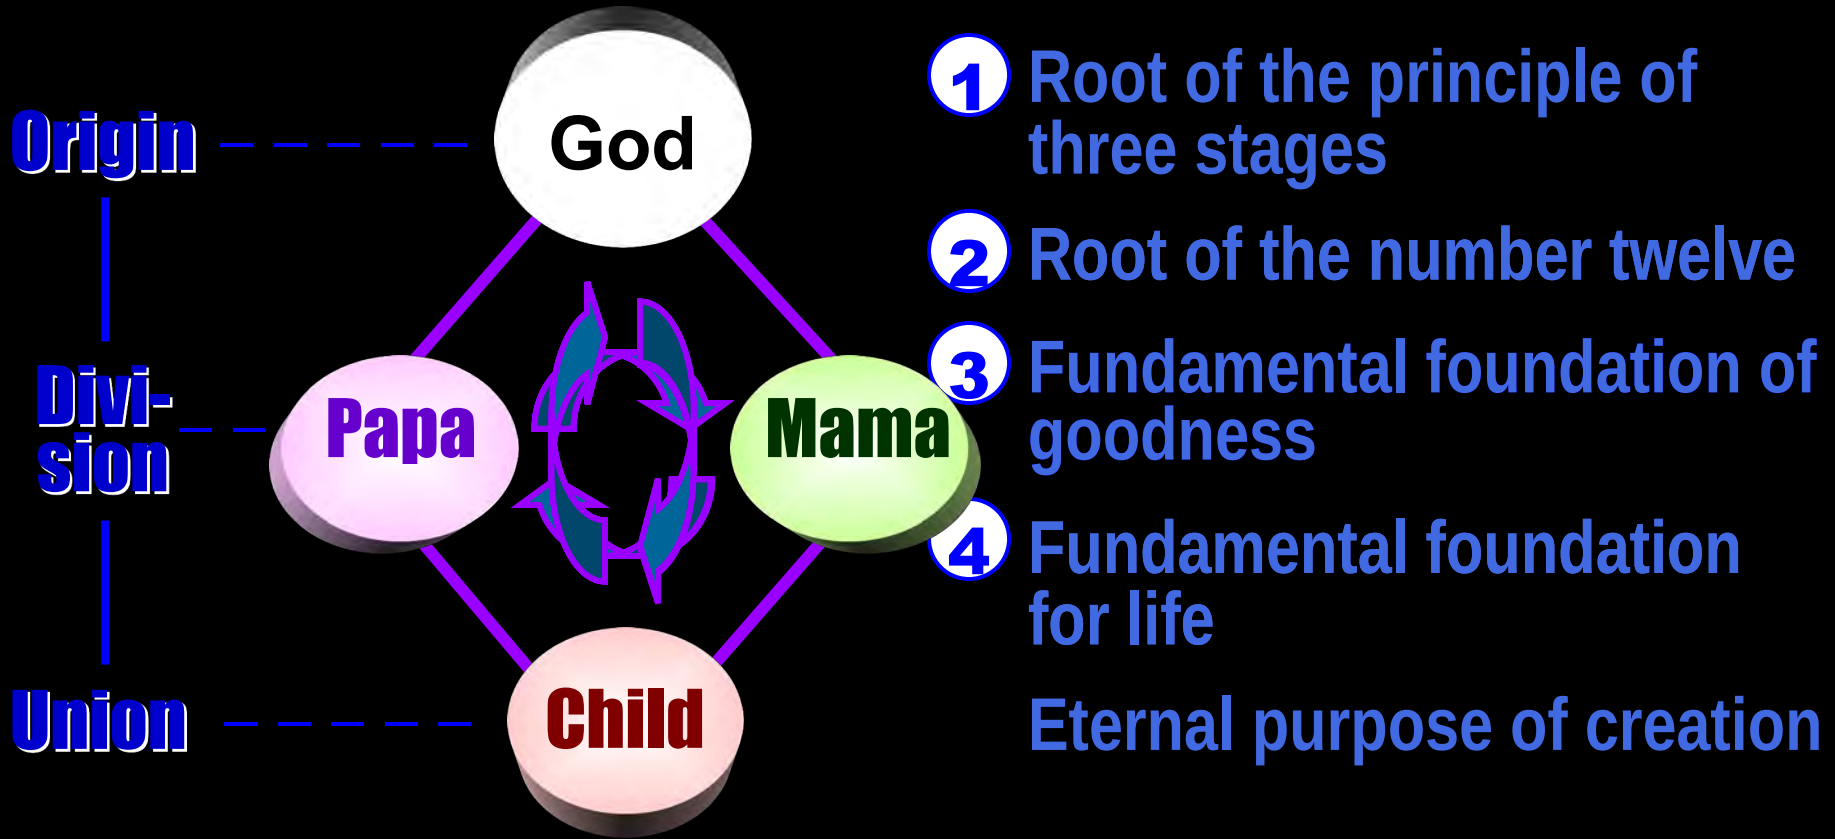 Origin
Divi-
sion
Union
God
Papa
Mama
Child
1 Root of the principle of
three stages
2 Root of the number twelve
3 Fundamental foundation of
goodness
4 Fundamental foundation
for life
Eternal purpose of creation